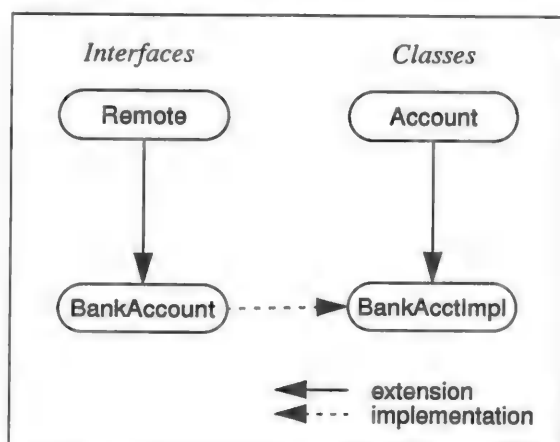 Interfaces Classes
Remote Account
BankAccount BankAcctImpl
extension
implementation